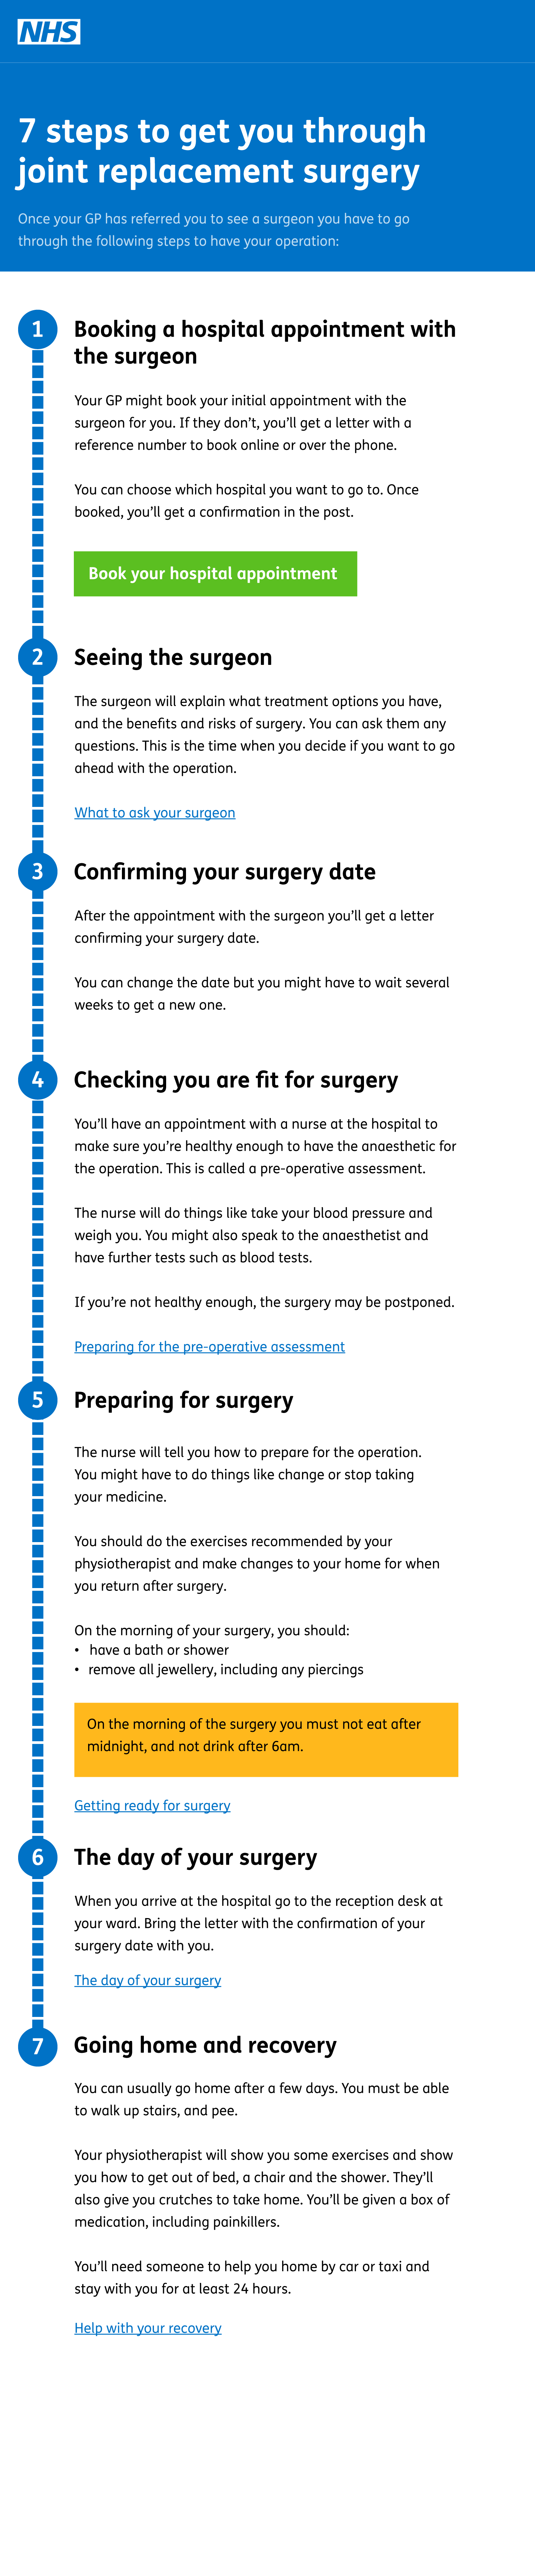 NHS
7 steps to get you through
joint replacement surgery
Once your GP has referred you to see a surgeon you have to go
through the following steps to have your operation:
1
Booking a hospital appointment with
the surgeon
Your GP might book your initial appointment with the
surgeon for you. If they don’t, you’ll get a letter with a
reference number to book online or over the phone.
You can choose which hospital you want to go to. Once
booked, you’ll get a confirmation in the post.
Book your hospital appointment
2
Seeing the surgeon
The surgeon will explain what treatment options you have,
and the benefits and risks of surgery. You can ask them any
questions. This is the time when you decide if you want to go
ahead with the operation.
What to ask your surgeon
3
Confirming your surgery date
After the appointment with the surgeon you’ll get a letter
confirming your surgery date.
You can change the date but you might have to wait several
weeks to get a new one.
4
Checking you are fit for surgery
You’ll have an appointment with a nurse at the hospital to
make sure you’re healthy enough to have the anaesthetic for
the operation. This is called a pre-operative assessment.
The nurse will do things like take your blood pressure and
weigh you. You might also speak to the anaesthetist and
have further tests such as blood tests.
If you’re not healthy enough, the surgery may be postponed.
Preparing for the pre-operative assessment
5
Preparing for surgery
The nurse will tell you how to prepare for the operation.
You might have to do things like change or stop taking
your medicine.
You should do the exercises recommended by your
physiotherapist and make changes to your home for when
you return after surgery.
On the morning of your surgery, you should:
• have a bath or shower
• remove all jewellery, including any piercings
On the morning of the surgery you must not eat after
midnight, and not drink after 6am.
Getting ready for surgery
6
The day of your surgery
When you arrive at the hospital go to the reception desk at
your ward. Bring the letter with the confirmation of your
surgery date with you.
The day of your surgery
7
Going home and recovery
You can usually go home after a few days. You must be able
to walk up stairs, and pee.
Your physiotherapist will show you some exercises and show
you how to get out of bed, a chair and the shower. They’ll
also give you crutches to take home. You’ll be given a box of
medication, including painkillers.
You’ll need someone to help you home by car or taxi and
stay with you for at least 24 hours.
Help with your recovery